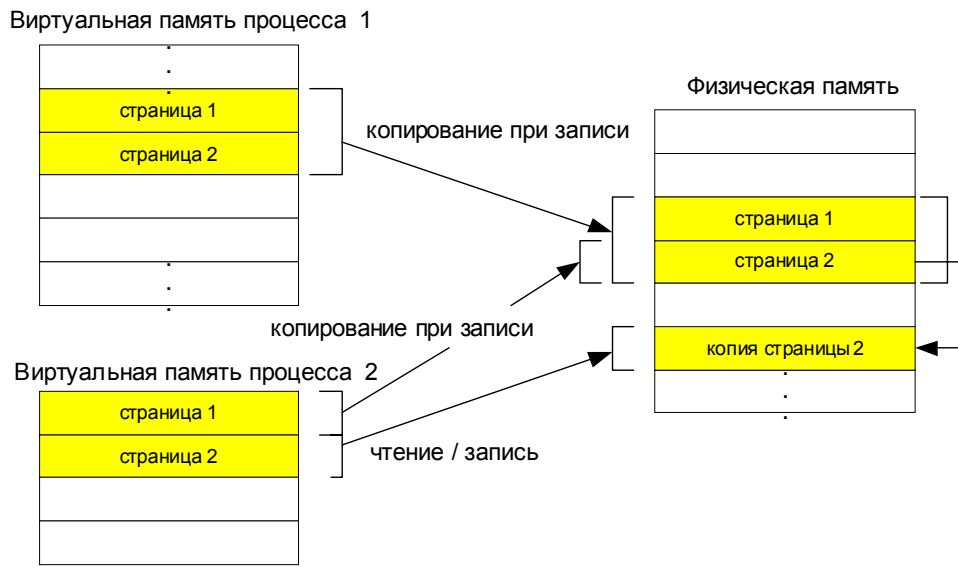 Виртуальная память процесса 1
страница 1
страница 2
копирование при записи
Физическая память
страница 1
страница 2
копия страницы 2
копирование при записи
Виртуальная память процесса 2
страница 1
страница 2
чтение / запись